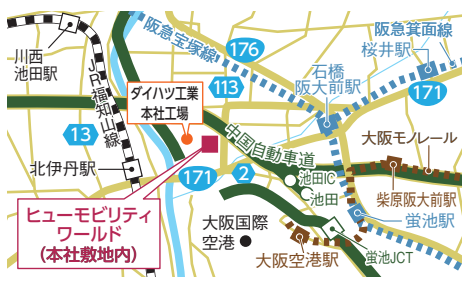 川西
池田駅
JR福知山線
13
北伊丹駅
阪急宝塚線
176
ダイハツ工業
本社工場
113
171
2
中国自動車道
石橋
阪大前駅
阪急箕面線
桜井駅
171
大阪モノレール
池田IC
池田
柴原阪大前駅
蛍池駅
ヒューモビリティ
ワールド
(本社敷地内)
大阪国際
空港
大阪空港駅
蛍池JCT